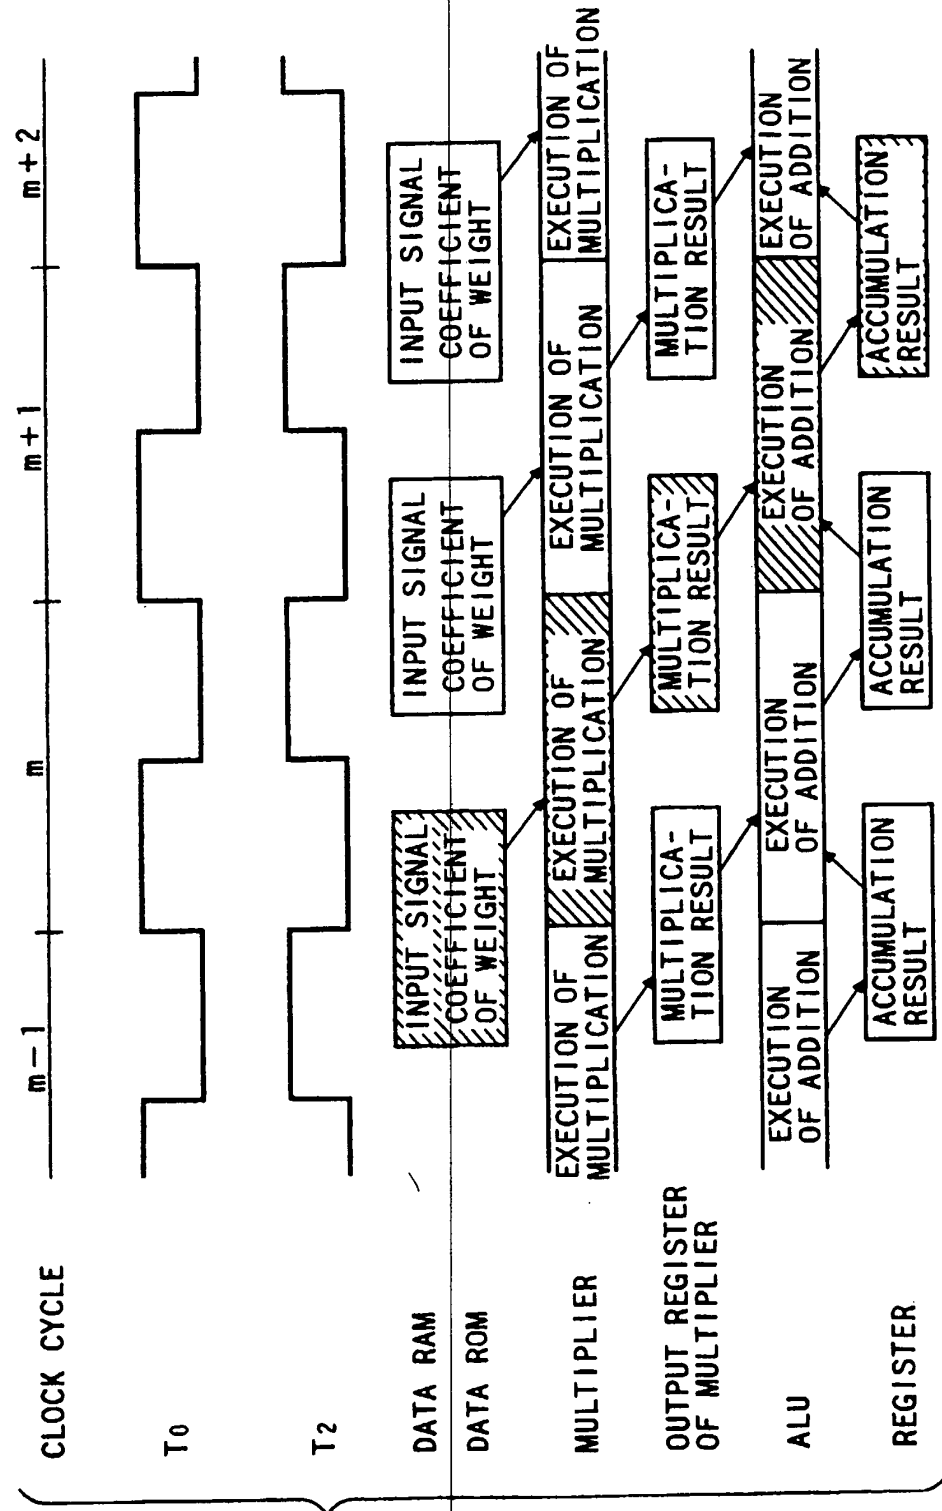 CLOCK CYCLE
m-1
m
m+1
m+2
T0
T2
DATA RAM
DATA ROM
INPUT SIGNAL
COEFFICIENT
OF WEIGHT
INPUT SIGNAL
COEFFICIENT
OF WEIGHT
INPUT SIGNAL
COEFFICIENT
OF WEIGHT
MULTIPLIER
EXECUTION OF
MULTIPLICATION
EXECUTION OF
MULTIPLICATION
EXECUTION OF
MULTIPLICATION
EXECUTION OF
MULTIPLICATION
OUTPUT REGISTER
OF MULTIPLIER
MULTIPLICA-
TION RESULT
MULTIPLICA-
TION RESULT
MULTIPLICA-
TION RESULT
ALU
EXECUTION
OF ADDITION
EXECUTION
OF ADDITION
EXECUTION
OF ADDITION
EXECUTION
OF ADDITION
REGISTER
ACCUMULATION
RESULT
ACCUMULATION
RESULT
ACCUMULATION
RESULT